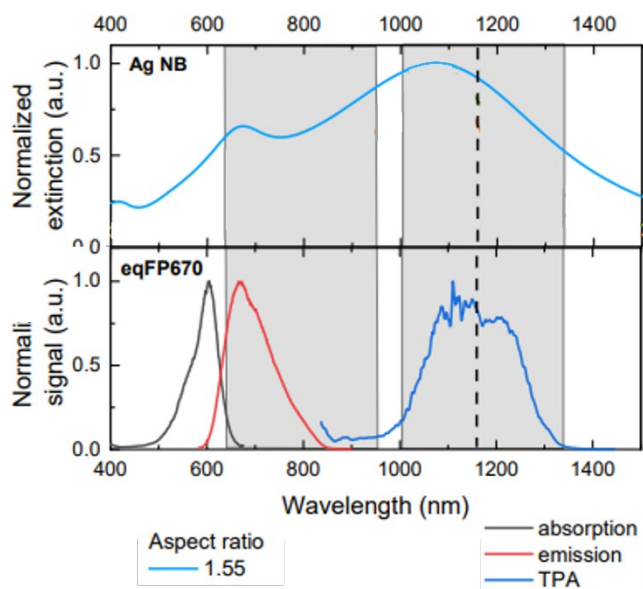 400 600 800 1000 1200 1400
Ag NB
Normalized
extinction (a.u.)
1.0
0.5
0.0
eqFP670
Normali
signal (a.u.)
1.0
0.5
0.0
400 600 800 1000 1200 1400
Wavelength (nm)
Aspect ratio
1.55
absorption
emission
TPA